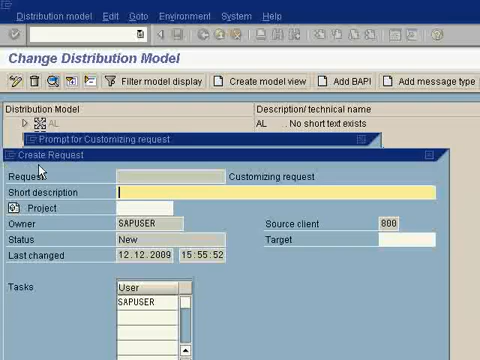 Distribution model Edit Goto Environment System Help
Change Distribution Model
Filter model display Create model view Add BAPI Add message type
Distribution Model Description/ technical name
AL AL . No short text exists
Prompt for Customizing request
Create Request
Request Customizing request
Short description
Project
Owner SAPUSER Source client 800
Status New Target
Last changed 12.12.2009 15:55:52
Tasks User
SAPUSER